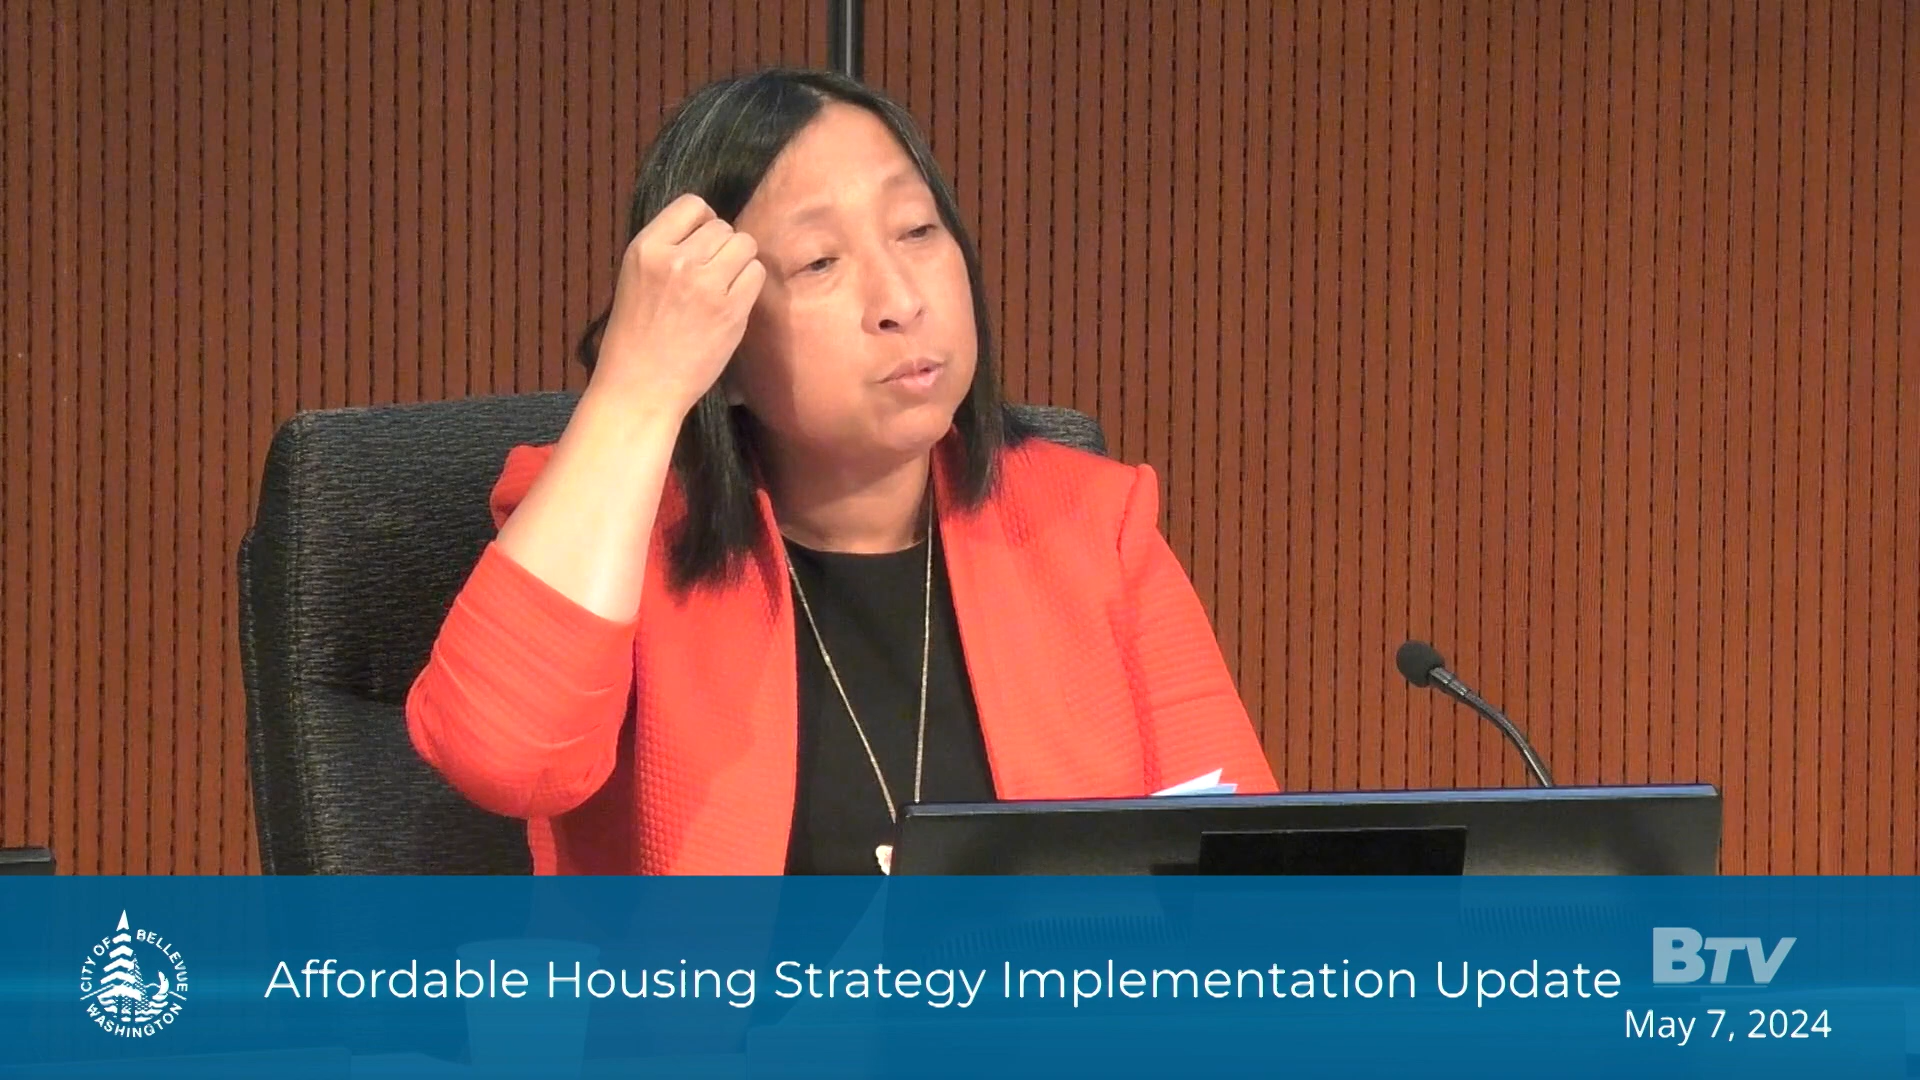 CITY OF BELLEVUE
WASHINGTON
Affordable Housing Strategy Implementation Update
BTV
May 7, 2024